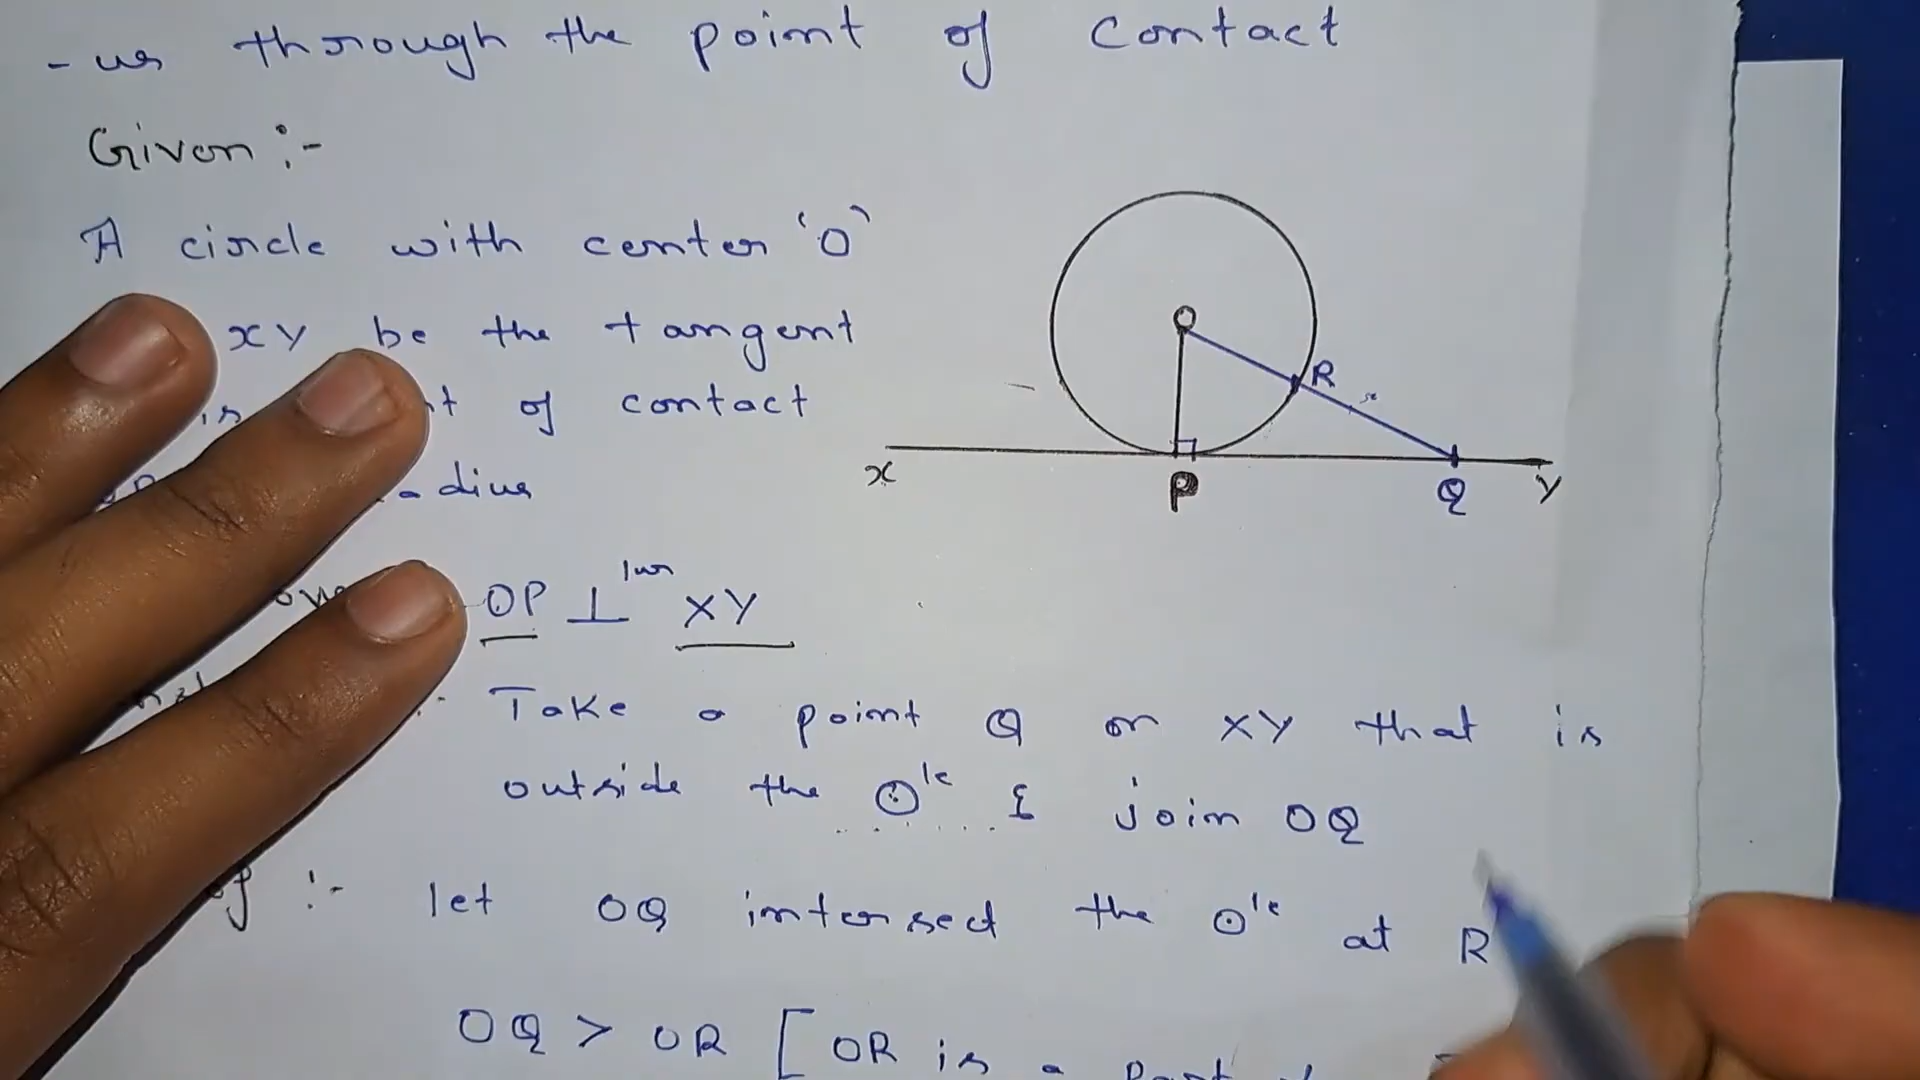 -us through the point of contact
Given :-
A circle with center 'O'
XY be the tangent
is of contact
OP ⊥lar XY
:- Take a point Q on XY that is
outside the ⊙le & join OQ
:- let OQ intersect the ⊙le at R
OQ > OR [OR is a part
O
R
x
P
Q
y